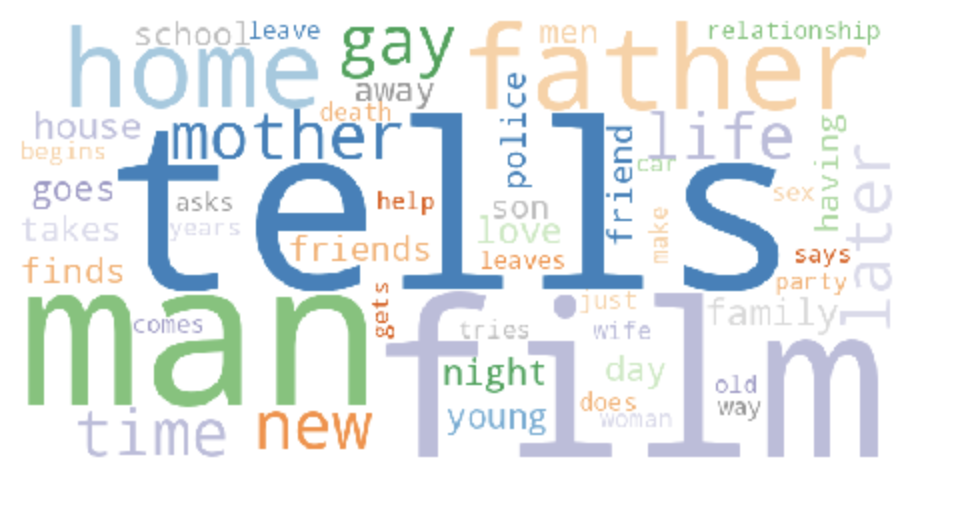 school leave gay men relationship
home father
away
death
house mother police friend life having
begins
tells
car
goes asks help son sex later
takes years love make
friends
finds leaves says
party
man gets film just family
comes tries wife
night day old
way
time new young does woman